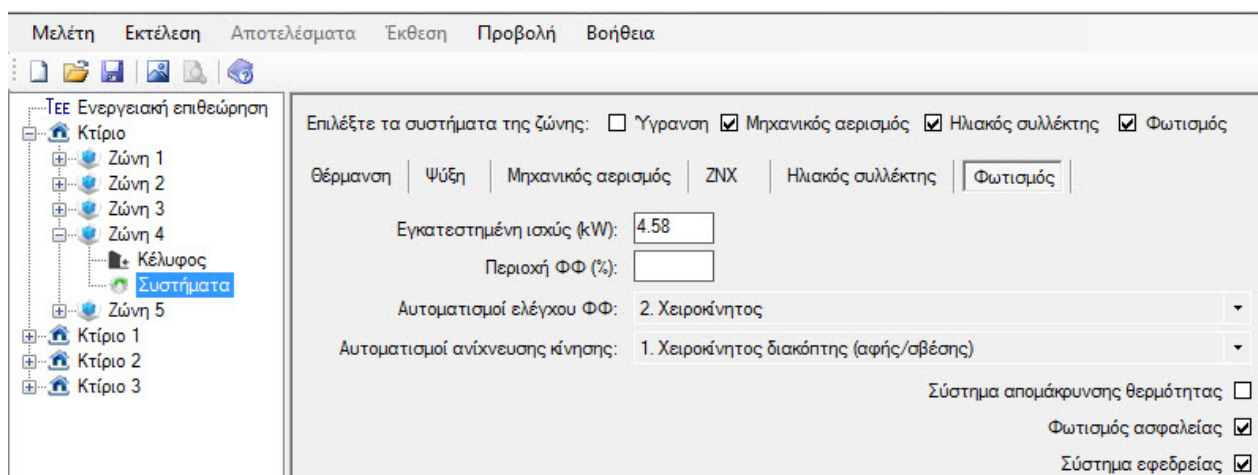 Μελέτη Εκτέλεση Αποτελέσματα Έκθεση Προβολή Βοήθεια
ΤΕΕ Ενεργειακή επιθεώρηση
Κτίριο
Ζώνη 1
Ζώνη 2
Ζώνη 3
Ζώνη 4
Κέλυφος
Συστήματα
Ζώνη 5
Κτίριο 1
Κτίριο 2
Κτίριο 3
Επιλέξτε τα συστήματα της ζώνης: Ύγρανση Μηχανικός αερισμός Ηλιακός συλλέκτης Φωτισμός
Θέρμανση Ψύξη Μηχανικός αερισμός ΖΝΧ Ηλιακός συλλέκτης Φωτισμός
Εγκατεστημένη ισχύς (kW): 4.58
Περιοχή ΦΦ (%):
Αυτοματισμοί ελέγχου ΦΦ: 2. Χειροκίνητος
Αυτοματισμοί ανίχνευσης κίνησης: 1. Χειροκίνητος διακόπτης (αφής/σβέσης)
Σύστημα απομάκρυνσης θερμότητας
Φωτισμός ασφαλείας
Σύστημα εφεδρείας